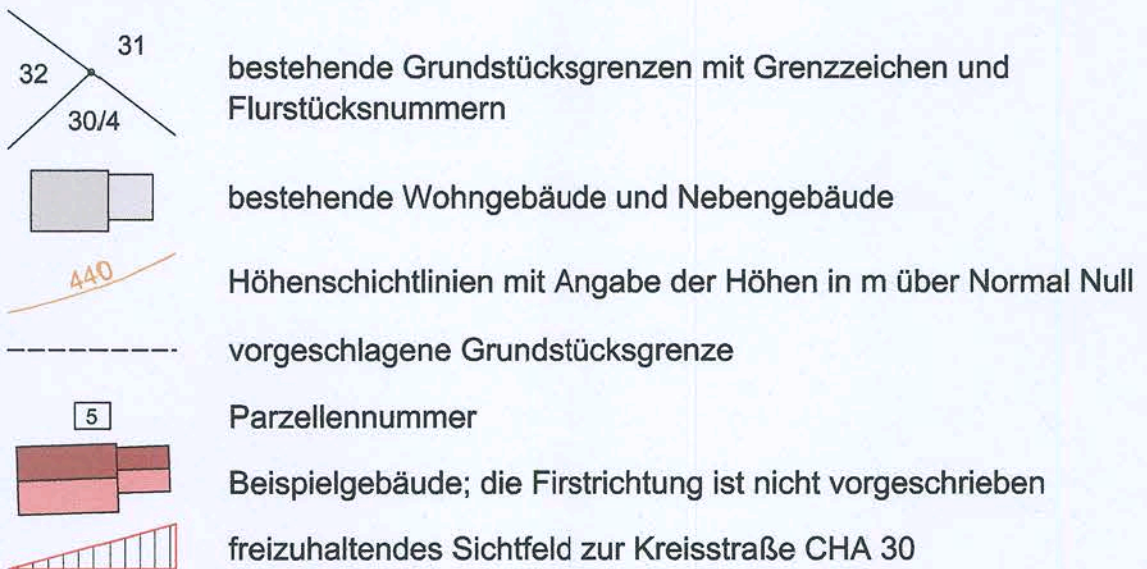 31
32
30/4
bestehende Grundstücksgrenzen mit Grenzzeichen und
Flurstücksnummern
bestehende Wohngebäude und Nebengebäude
440
Höhenschichtlinien mit Angabe der Höhen in m über Normal Null
vorgeschlagene Grundstücksgrenze
5
Parzellennummer
Beispielgebäude; die Firstrichtung ist nicht vorgeschrieben
freizuhaltendes Sichtfeld zur Kreisstraße CHA 30